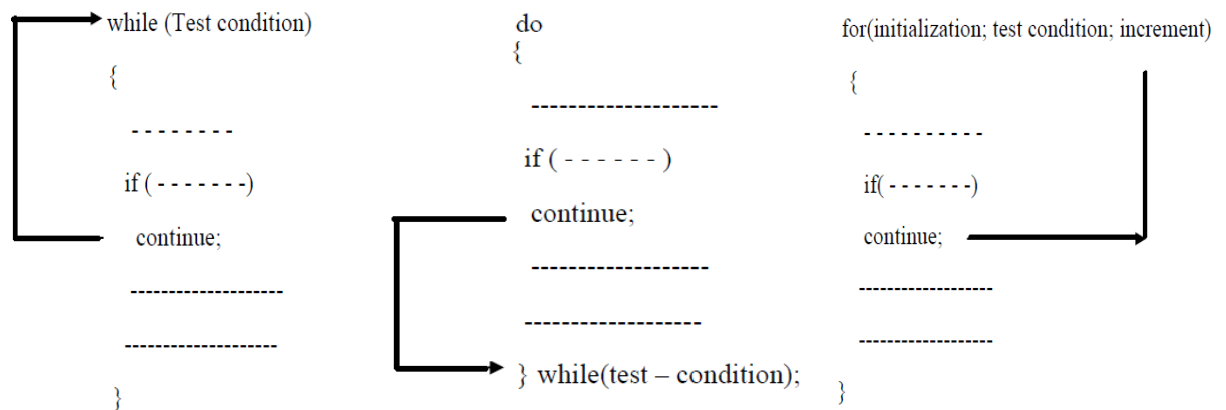 while (Test condition)
{
- - - - - - - -
if ( - - - - - - -)
continue;
--------------------
--------------------
}
do
{
--------------------
if ( - - - - - - )
continue;
-------------------
-------------------
} while(test – condition);
for(initialization; test condition; increment)
{
- - - - - - - - - -
if( - - - - - - -)
continue;
-------------------
-------------------
}